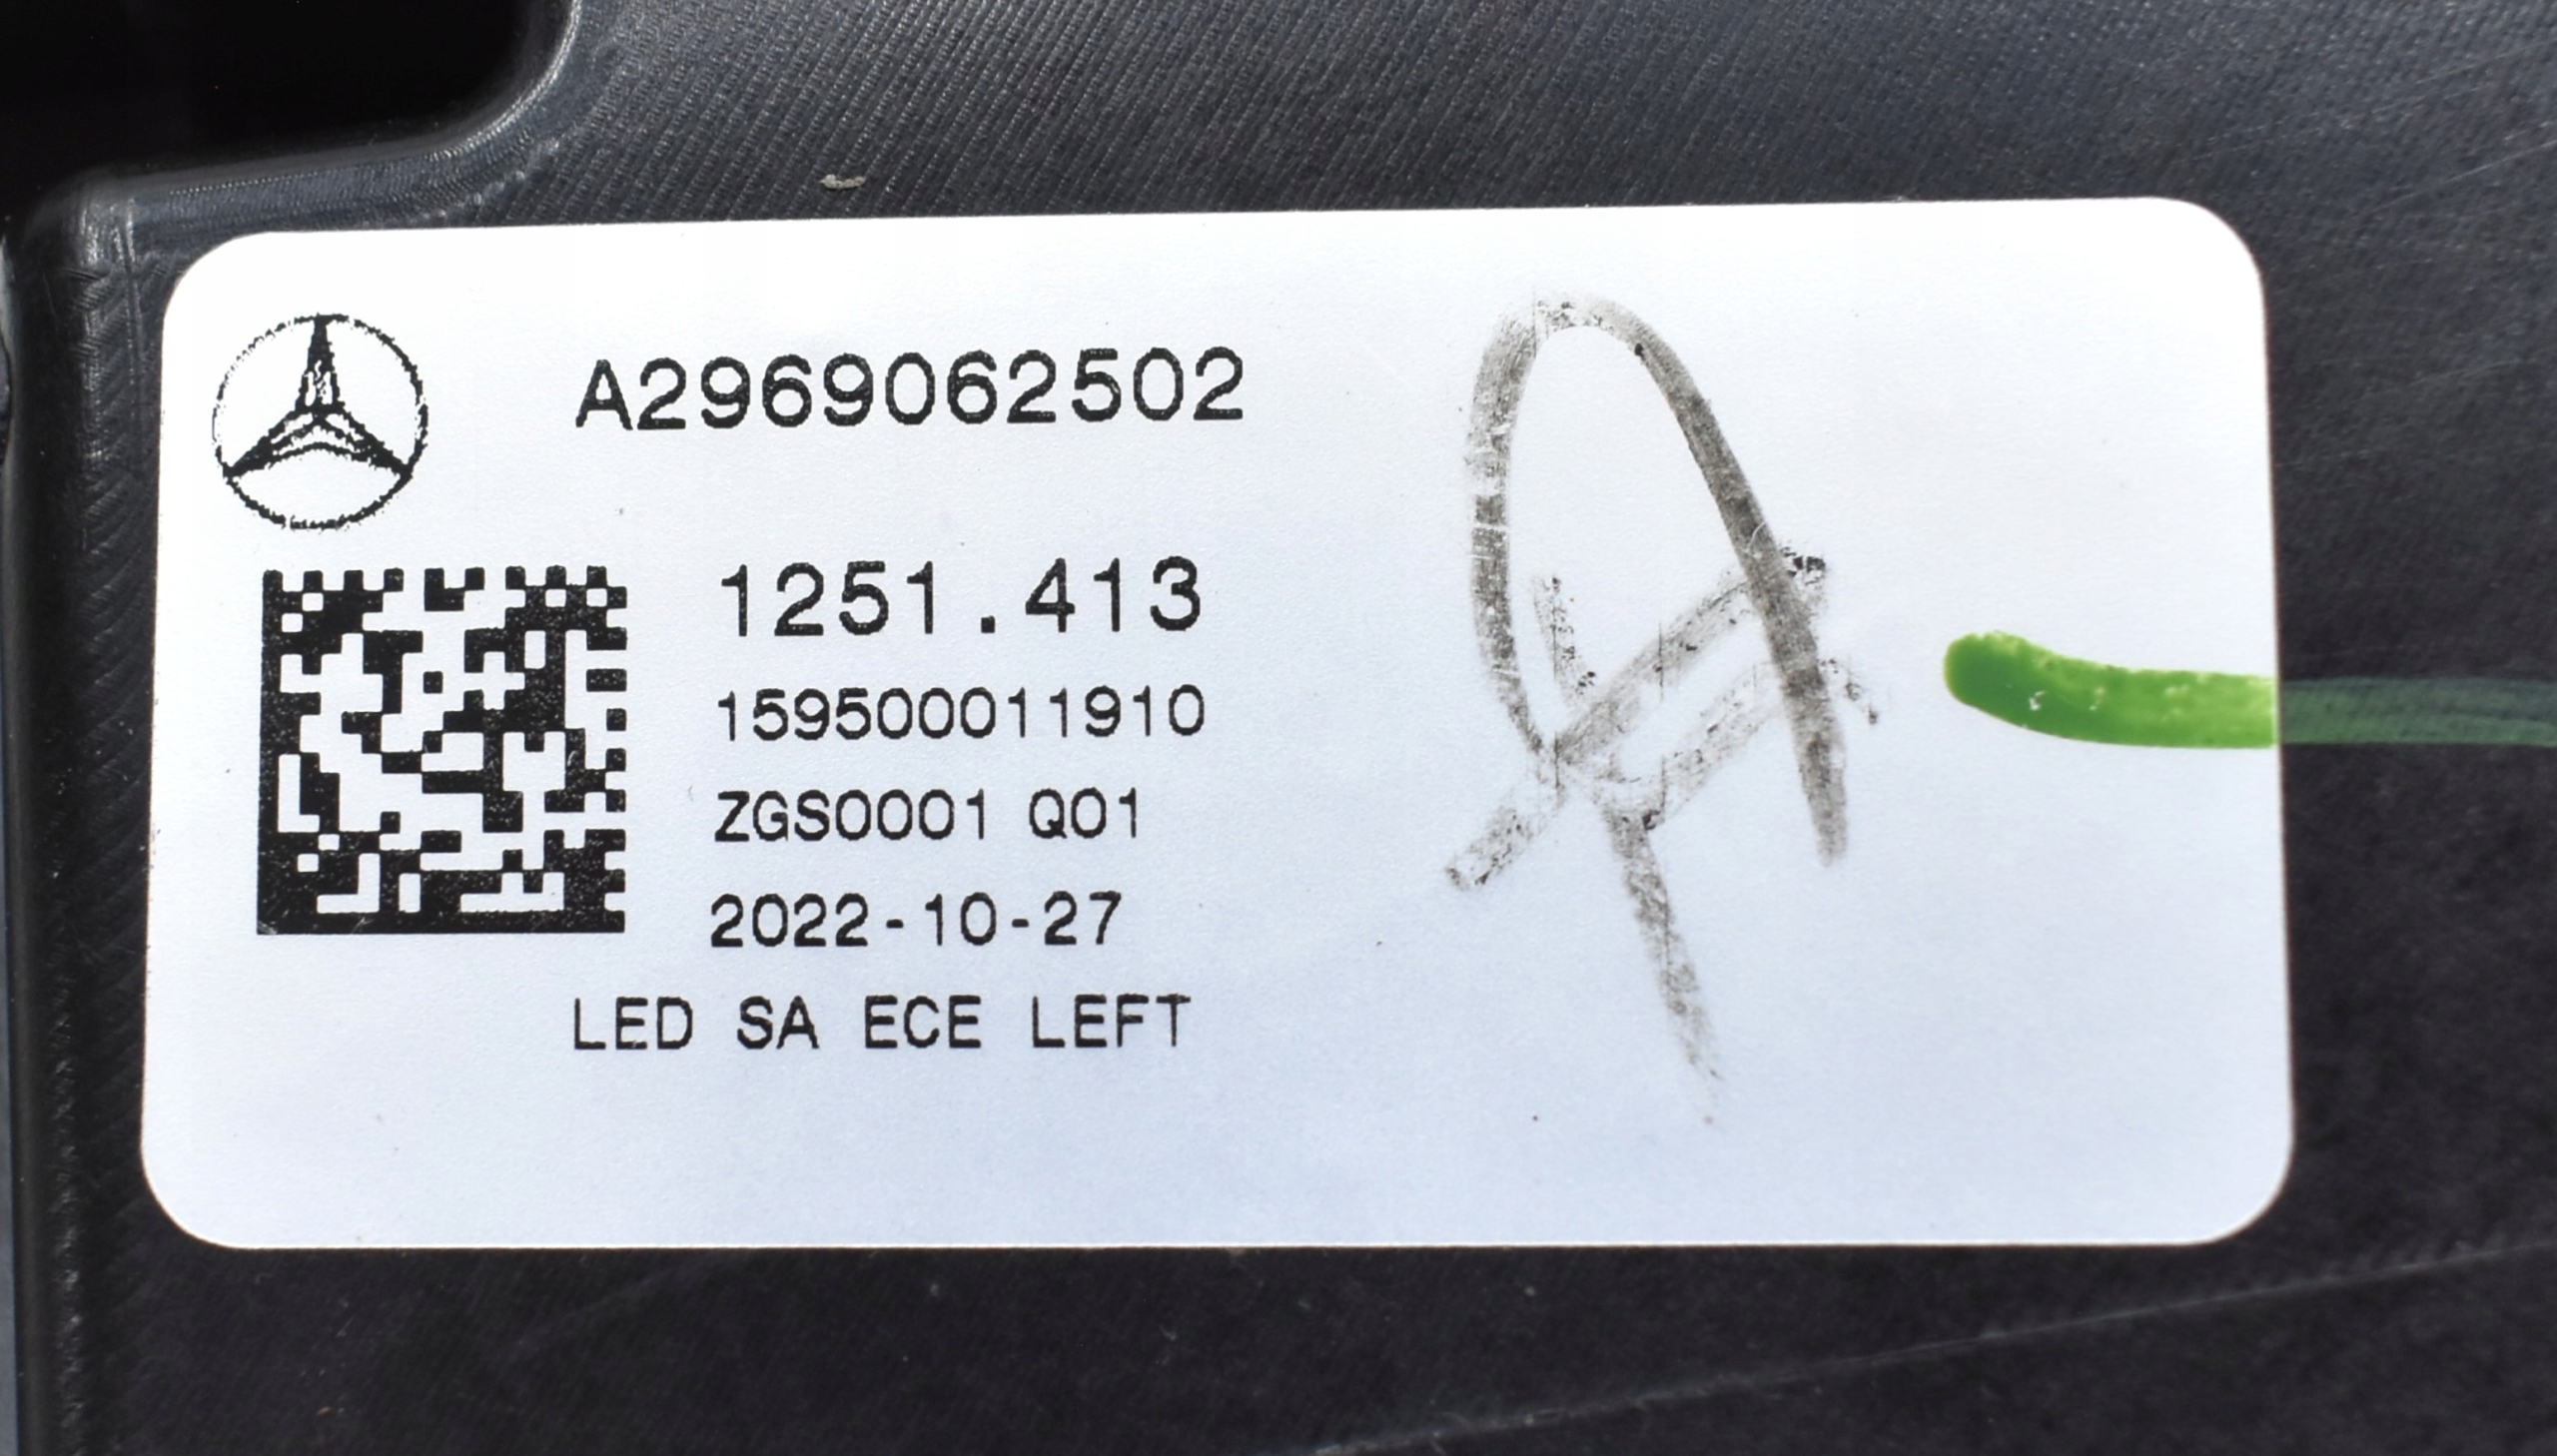 A2969062502
1251.413
159500011910
ZGS0001 Q01
2022-10-27
LED SA ECE LEFT